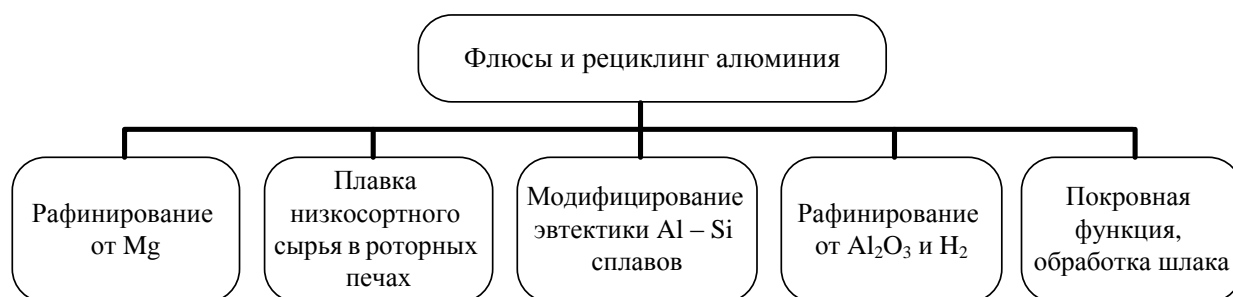 Флюсы и рециклинг алюминия
Рафинирование
от Mg
Плавка
низкосортного
сырья в роторных
печах
Модифицирование
эвтектики Al – Si
сплавов
Рафинирование
от Al₂O₃ и H₂
Покровная
функция,
обработка шлака